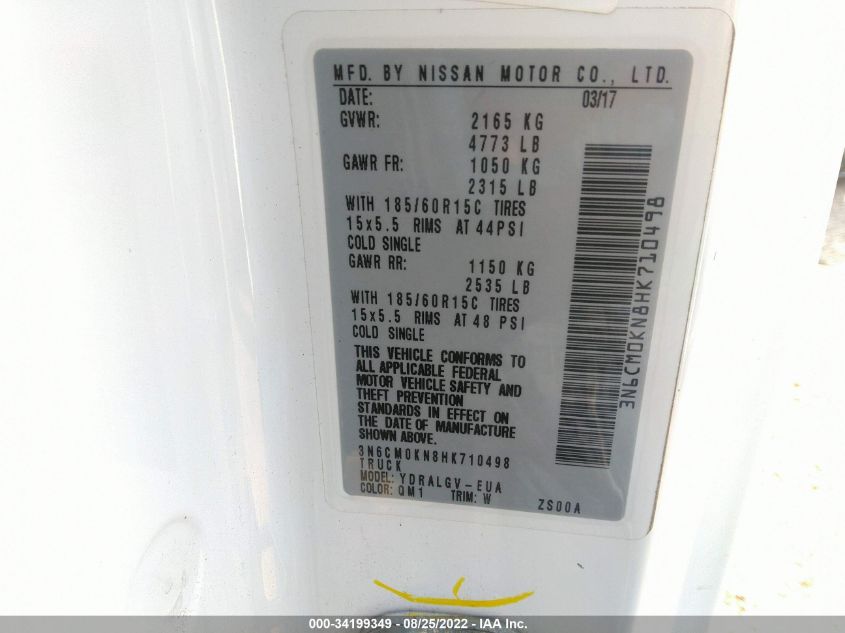 MFD. BY NISSAN MOTOR CO., LTD.
DATE: 03/17
GVWR: 2165 KG
4773 LB
GAWR FR: 1050 KG
2315 LB
WITH 185/60R15C TIRES
15x5.5 RIMS AT 44PSI
COLD SINGLE
GAWR RR: 1150 KG
2535 LB
WITH 185/60R15C TIRES
15x5.5 RIMS AT 48 PSI
COLD SINGLE
THIS VEHICLE CONFORMS TO
ALL APPLICABLE FEDERAL
MOTOR VEHICLE SAFETY AND
THEFT PREVENTION
STANDARDS IN EFFECT ON
THE DATE OF MANUFACTURE
SHOWN ABOVE.
3N6CM0KN8HK710498
TRUCK
MODEL: YDRALGV-EUA
COLOR: QM1 TRIM: W ZS00A
3N6CM0KN8HK710498
000-34199349 - 08/25/2022 - IAA Inc.